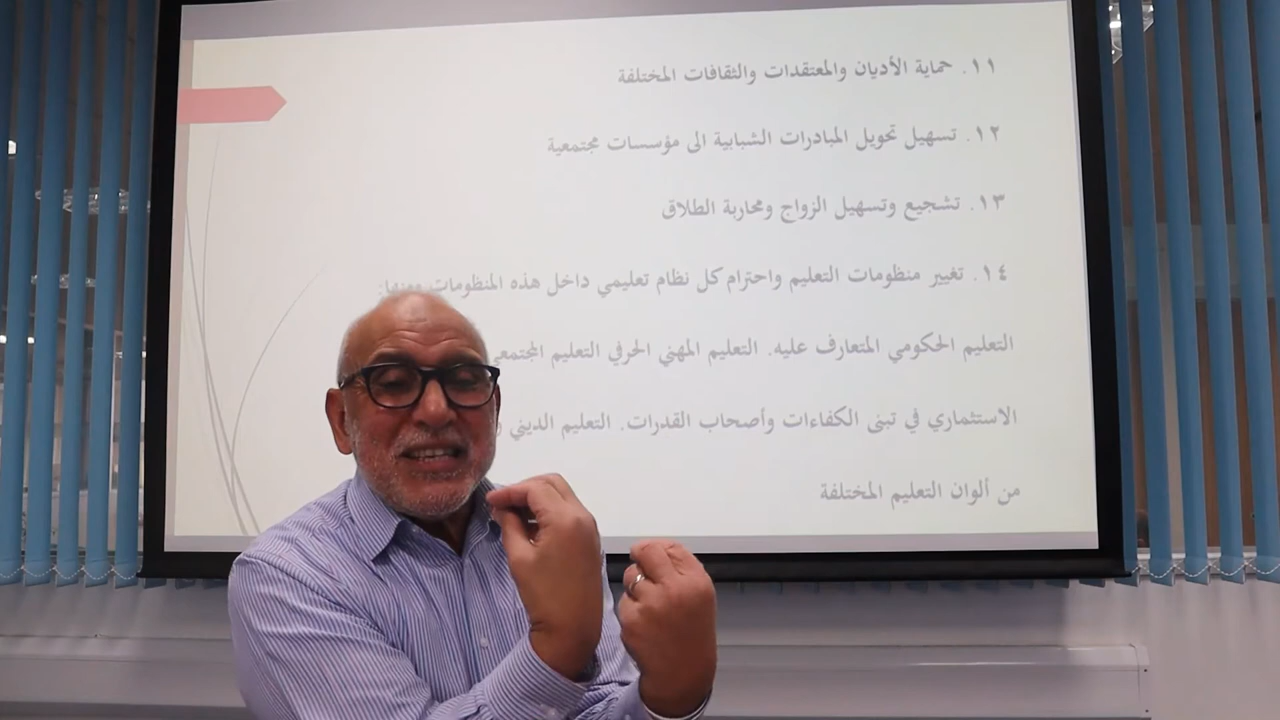 ١١. حماية الأديان والمعتقدات والثقافات المختلفة
١٢. تسهيل تحويل المبادرات الشبابية الى مؤسسات مجتمعية
١٣. تشجيع وتسهيل الزواج ومحاربة الطلاق
١٤. تغيير منظومات التعليم واحترام كل نظام تعليمي داخل هذه المنظومات ومنها:
التعليم الحكومي المتعارف عليه. التعليم المهني الحرفي التعليم المجتمعي
الاستثماري في تبنى الكفاءات وأصحاب القدرات. التعليم الديني
من ألوان التعليم المختلفة